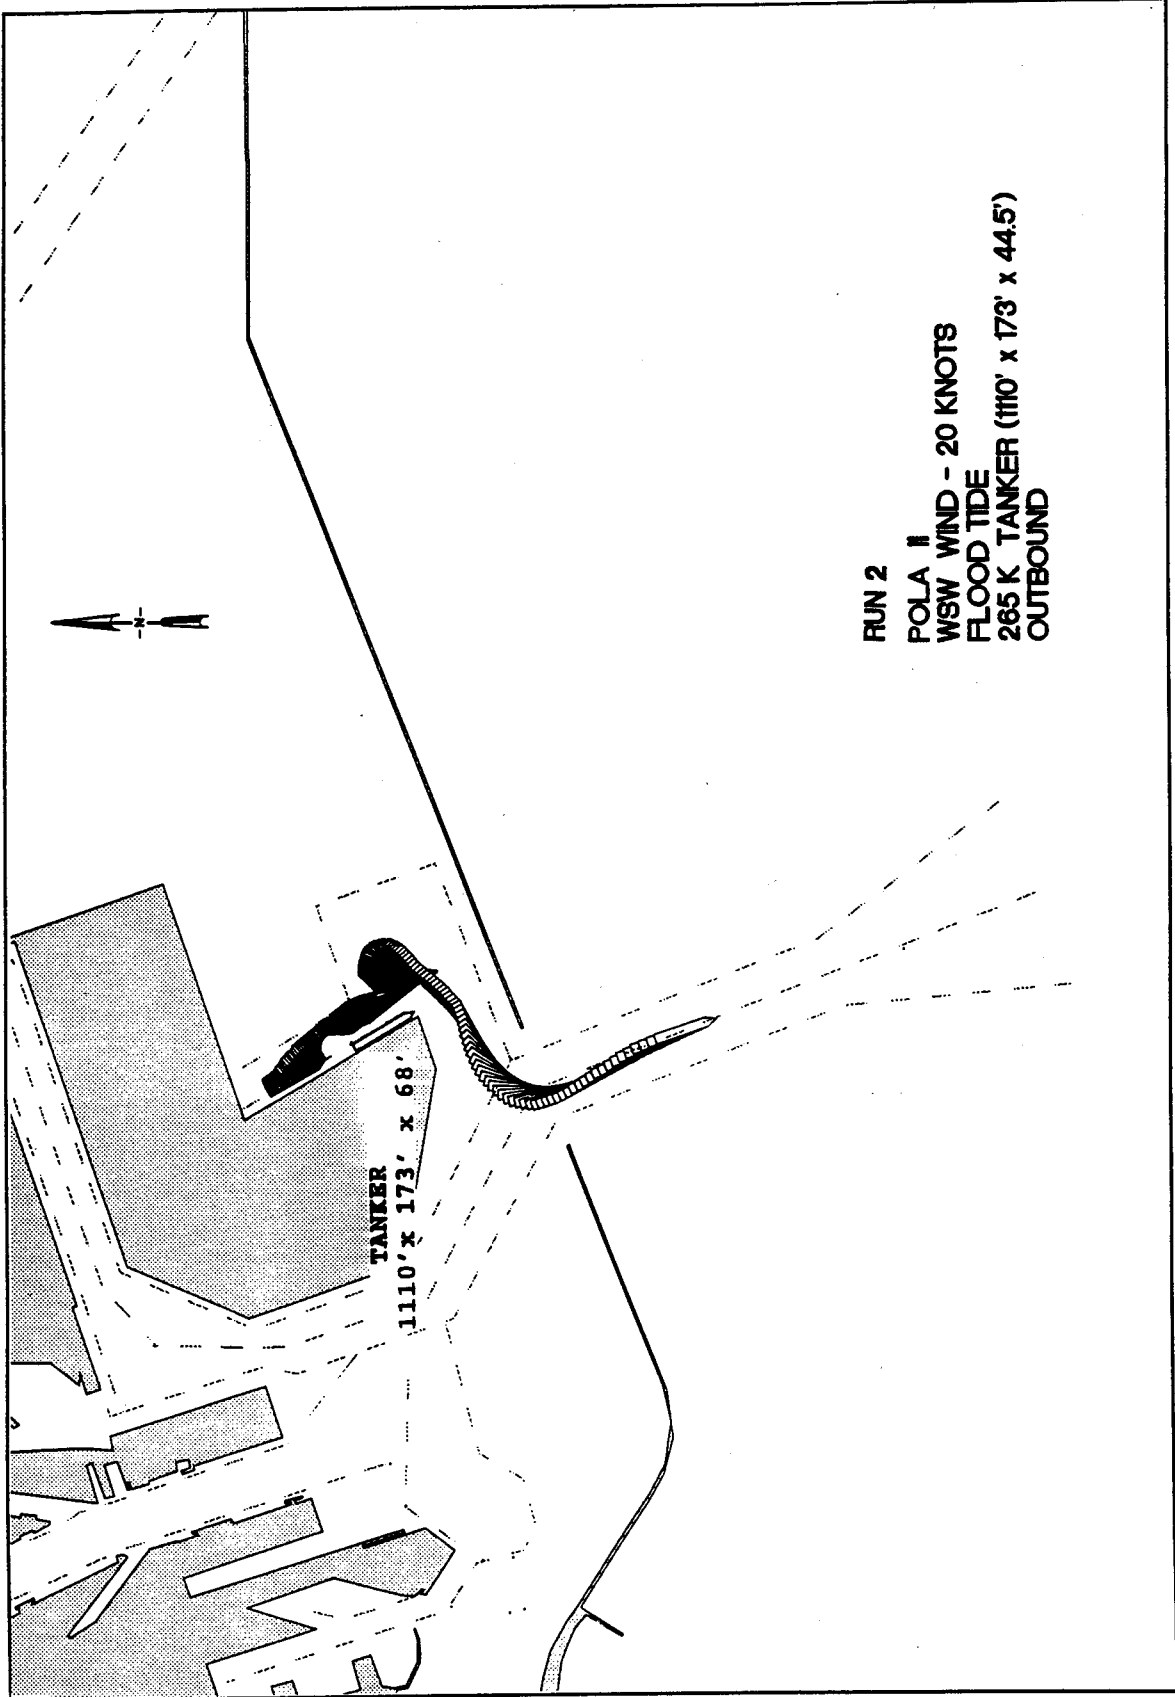 N
TANKER
1110'x 173' x 68'
RUN 2
POLA II
WSW WIND - 20 KNOTS
FLOOD TIDE
265 K TANKER (1110' x 173' x 44.5')
OUTBOUND